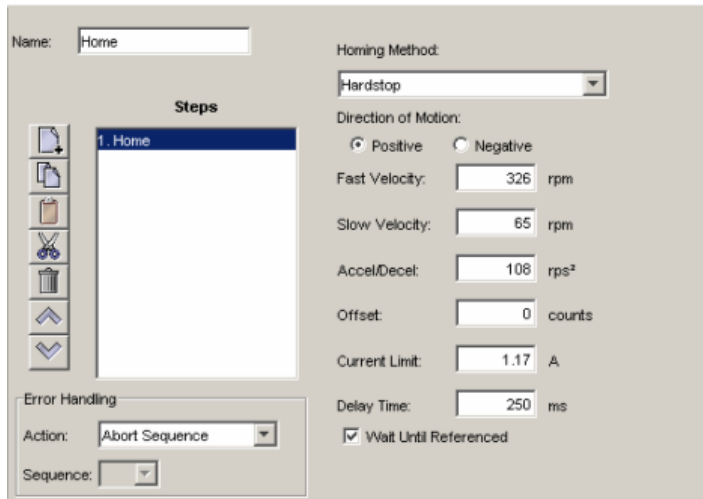 Name: Home
Steps
1. Home
Error Handling
Action: Abort Sequence
Sequence:
Homing Method:
Hardstop
Direction of Motion:
Positive Negative
Fast Velocity: 326 rpm
Slow Velocity: 65 rpm
Accel/Decel: 108 rps²
Offset: 0 counts
Current Limit: 1.17 A
Delay Time: 250 ms
Wait Until Referenced